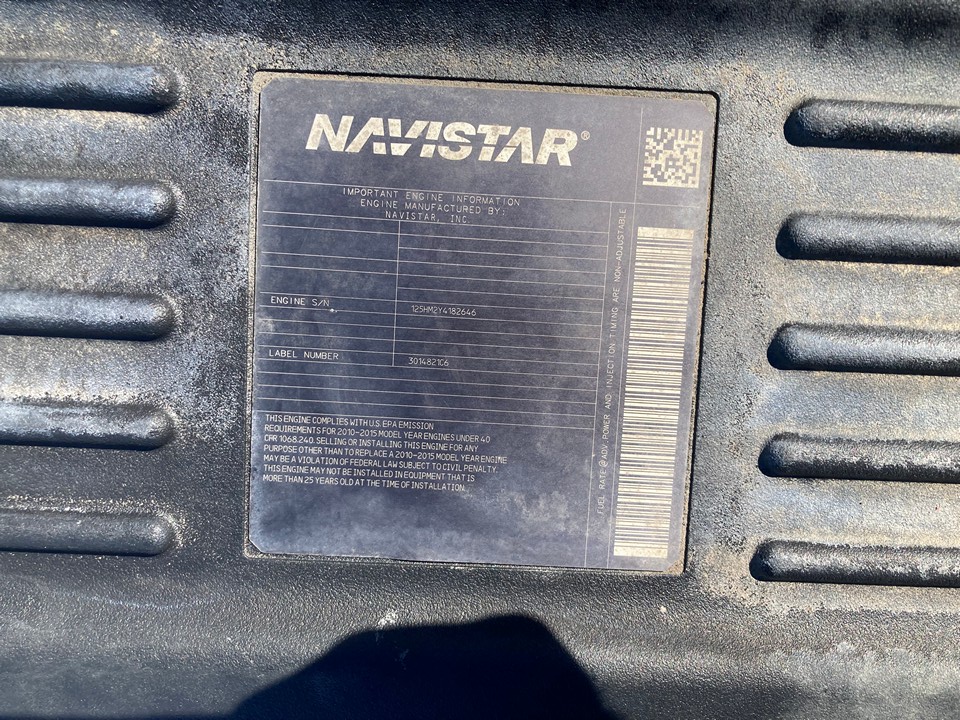 NAVISTAR®
IMPORTANT ENGINE INFORMATION
ENGINE MANUFACTURED BY:
NAVISTAR, INC.
ENGINE S/N
125HM2Y4182646
LABEL NUMBER
3014821C6
THIS ENGINE COMPLIES WITH U.S. EPA EMISSION
REQUIREMENTS FOR 2010-2015 MODEL YEAR ENGINES UNDER 40
CFR 1068.240. SELLING OR INSTALLING THIS ENGINE FOR ANY
PURPOSE OTHER THAN TO REPLACE A 2010-2015 MODEL YEAR ENGINE
MAY BE A VIOLATION OF FEDERAL LAW SUBJECT TO CIVIL PENALTY.
THIS ENGINE MAY NOT BE INSTALLED IN EQUIPMENT THAT IS
MORE THAN 25 YEARS OLD AT THE TIME OF INSTALLATION.
FUEL RATE @ ADV. POWER AND INJECTION TIMING ARE NON-ADJUSTABLE